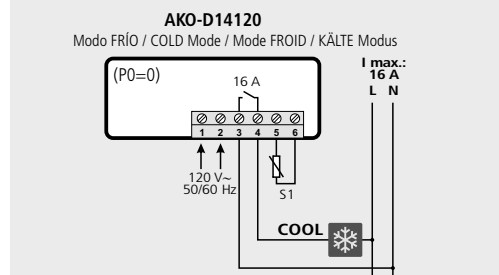 AKO-D14120
Modo FRÍO / COLD Mode / Mode FROID / KÄLTE Modus
(P0=0)
16 A
I max.:
16 A
L N
1 2 3 4 5 6
120 V~
50/60 Hz
S1
COOL